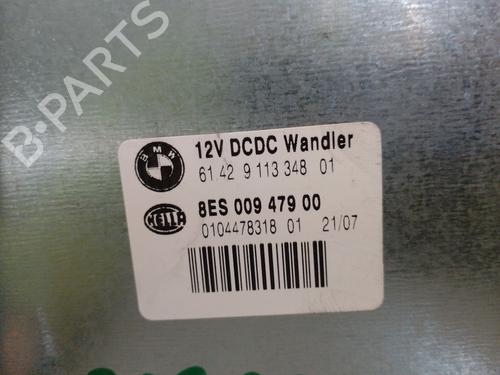 B-PARTS
BMW
12V DCDC Wandler
61 42 9 113 348 01
HELLA
8ES 009 479 00
0104478318 01 21/07